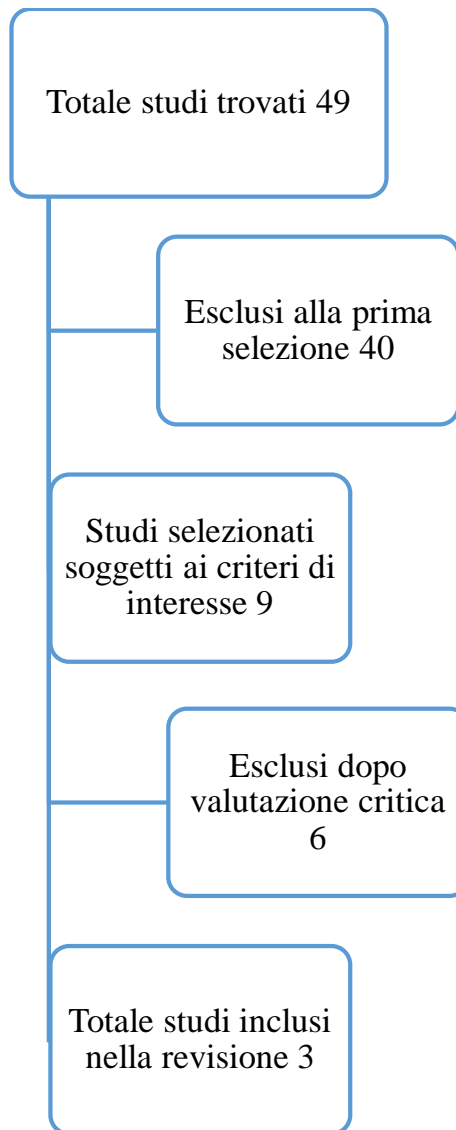 Totale studi trovati 49
Esclusi alla prima
selezione 40
Studi selezionati
soggetti ai criteri di
interesse 9
Esclusi dopo
valutazione critica
6
Totale studi inclusi
nella revisione 3